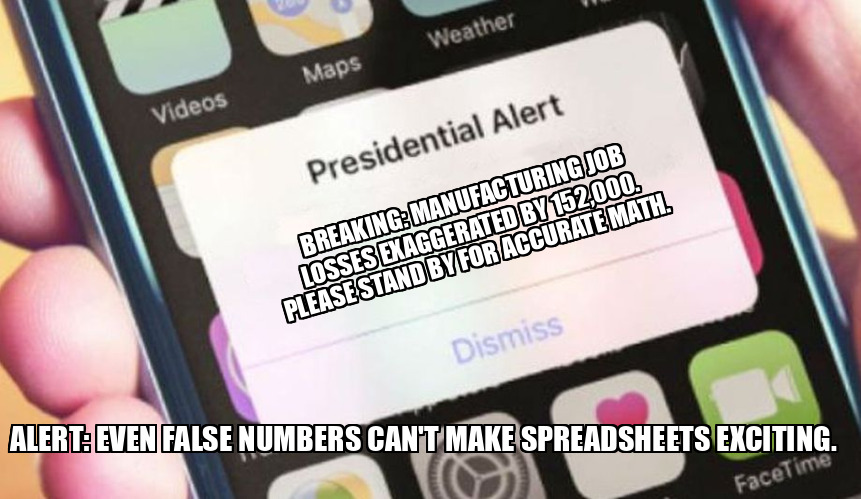 Videos
Maps
Weather
Presidential Alert
BREAKING: MANUFACTURING JOB
LOSSES EXAGGERATED BY 152,000.
PLEASE STAND BY FOR ACCURATE MATH.
Dismiss
ALERT: EVEN FALSE NUMBERS CAN'T MAKE SPREADSHEETS EXCITING.
FaceTime